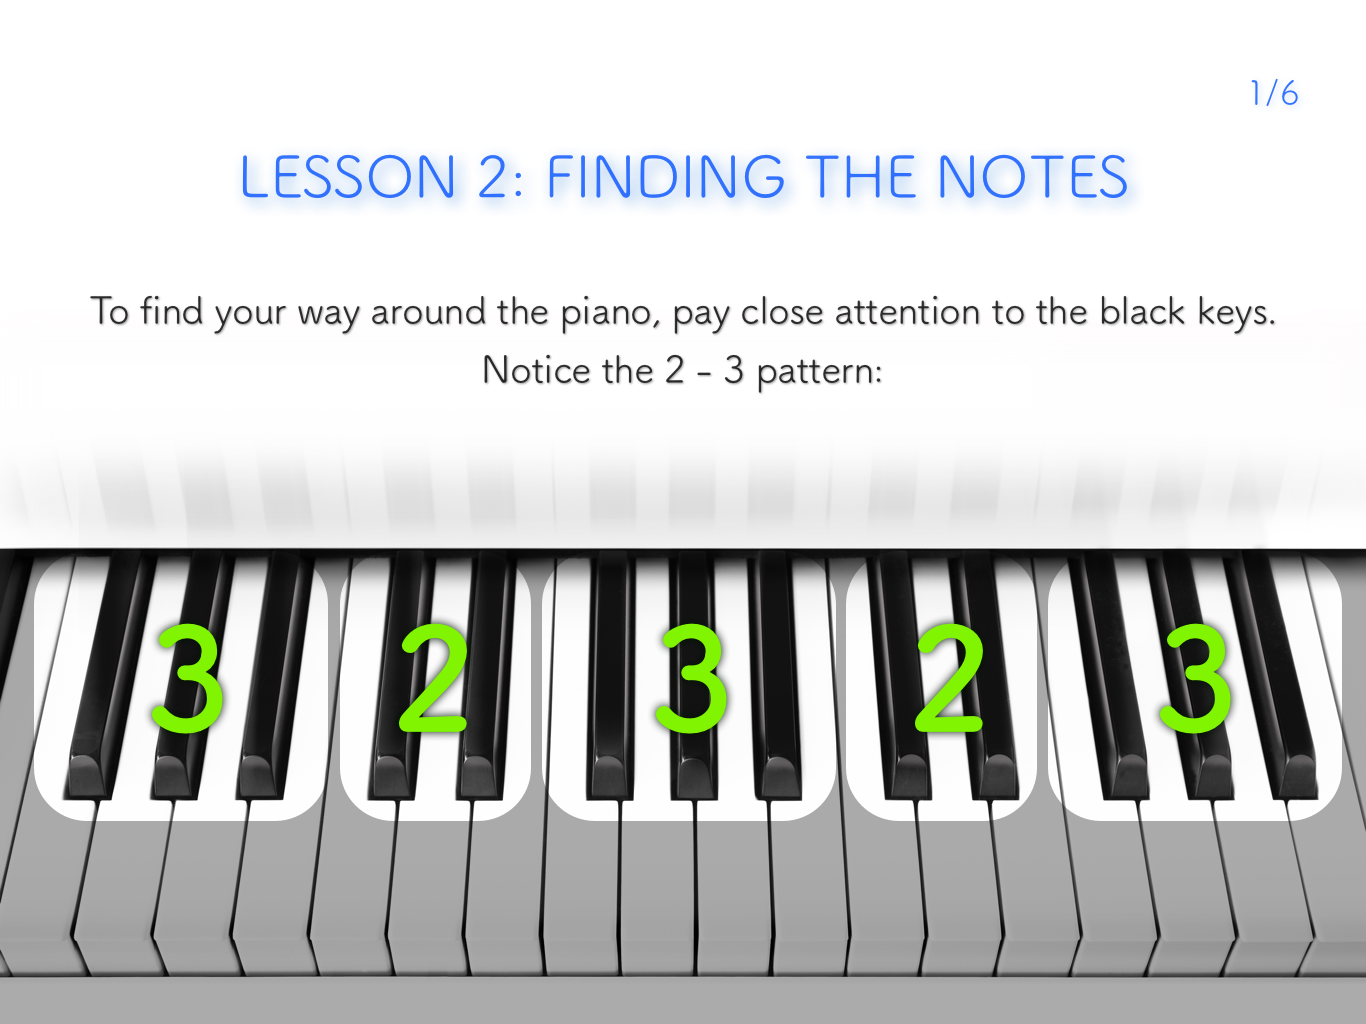 1/6
LESSON 2: FINDING THE NOTES
To find your way around the piano, pay close attention to the black keys.
Notice the 2 – 3 pattern:
3 2 3 2 3